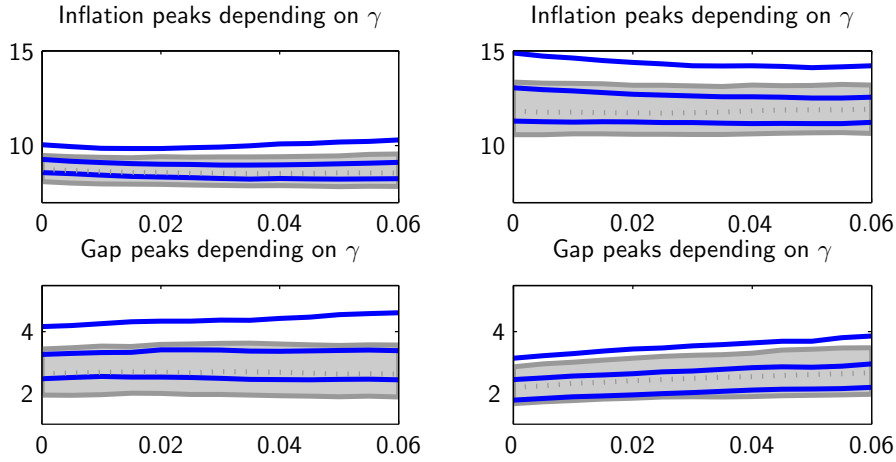 Inflation peaks depending on γ
15
10
0 0.02 0.04 0.06
Inflation peaks depending on γ
15
10
0 0.02 0.04 0.06
Gap peaks depending on γ
4
2
0 0.02 0.04 0.06
Gap peaks depending on γ
4
2
0 0.02 0.04 0.06